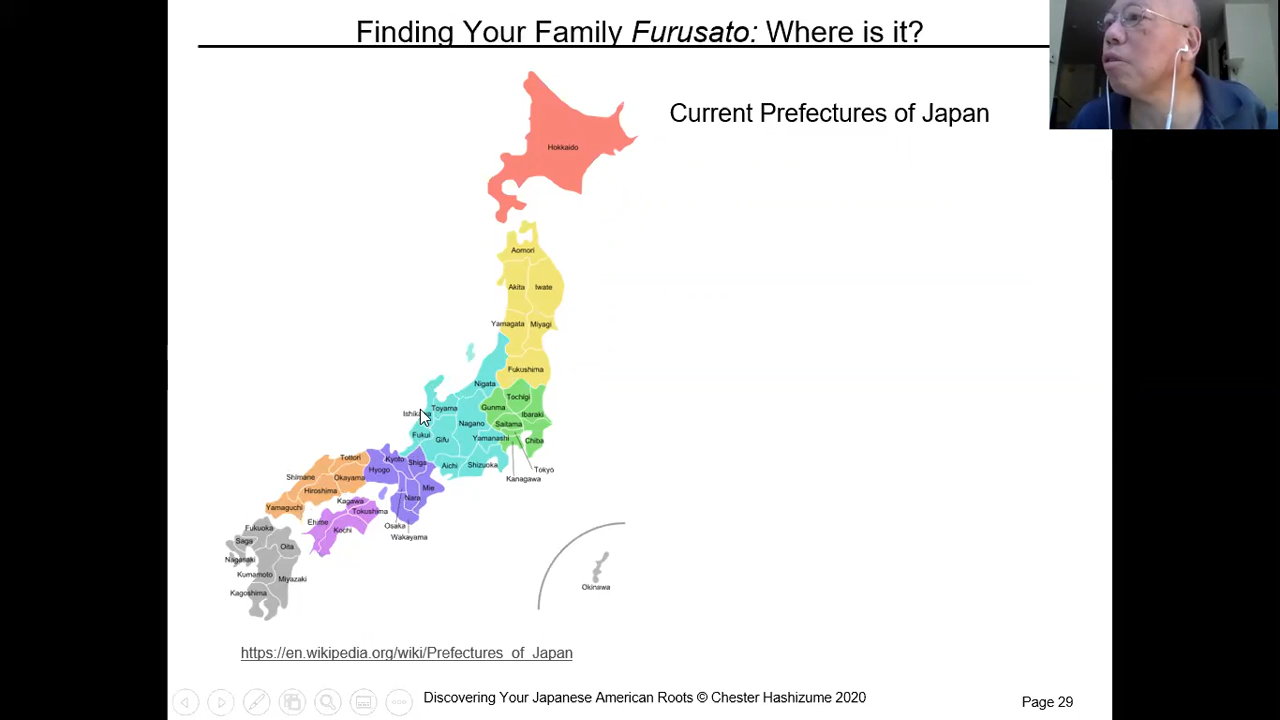 Finding Your Family Furusato: Where is it?
Current Prefectures of Japan
Hokkaido
Aomori
Akita
Iwate
Yamagata
Miyagi
Fukushima
Nigata
Tochigi
Gunma
Ibaraki
Toyama
Nagano
Saitama
Fukui
Gifu
Yamanashi
Chiba
Aichi
Shizuoka
Tokyo
Kanagawa
Kyoto
Shiga
Hyogo
Mie
Nara
Osaka
Wakayama
Tottori
Shimane
Okayama
Hiroshima
Yamaguchi
Kagawa
Tokushima
Ehime
Kochi
Fukuoka
Saga
Oita
Nagasaki
Kumamoto
Miyazaki
Kagoshima
Okinawa
https://en.wikipedia.org/wiki/Prefectures_of_Japan
Discovering Your Japanese American Roots © Chester Hashizume 2020
Page 29